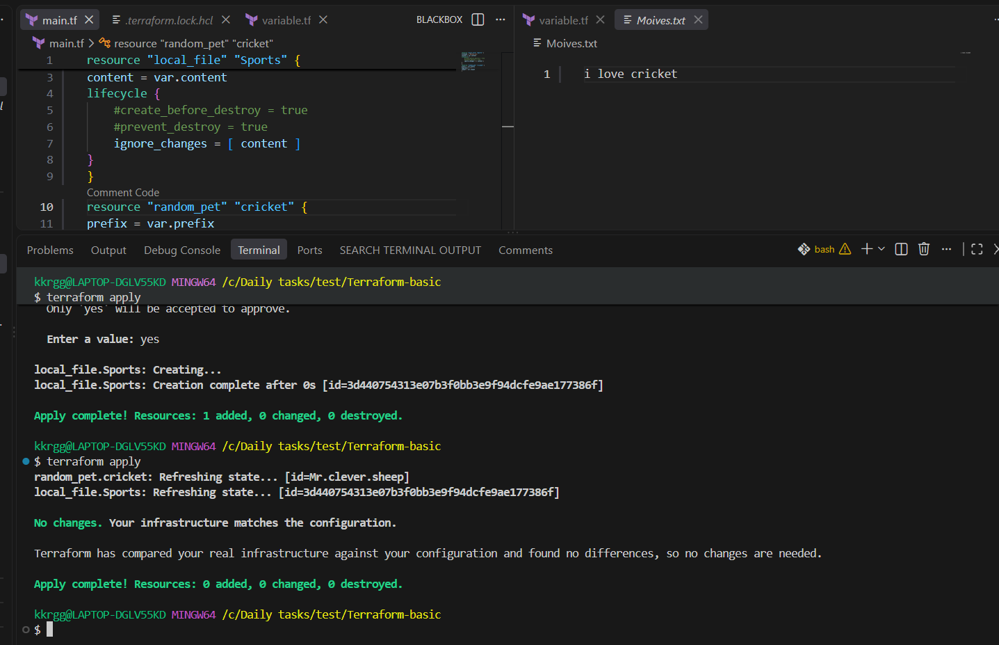 main.tf
.terraform.lock.hcl
variable.tf
BLACKBOX
variable.tf
Moives.txt
main.tf > resource "random_pet" "cricket"
Moives.txt
1 resource "local_file" "Sports" {
3 content = var.content
4 lifecycle {
5 #create_before_destroy = true
6 #prevent_destroy = true
7 ignore_changes = [ content ]
8 }
9 }
Comment Code
10 resource "random_pet" "cricket" {
11 prefix = var.prefix
1 i love cricket
Problems Output Debug Console Terminal Ports SEARCH TERMINAL OUTPUT Comments
bash
kkrgg@LAPTOP-DGLV55KD MINGW64 /c/Daily tasks/test/Terraform-basic
$ terraform apply
Only 'yes' will be accepted to approve.
Enter a value: yes
local_file.Sports: Creating...
local_file.Sports: Creation complete after 0s [id=3d440754313e07b3f0bb3e9f94dcfe9ae177386f]
Apply complete! Resources: 1 added, 0 changed, 0 destroyed.
kkrgg@LAPTOP-DGLV55KD MINGW64 /c/Daily tasks/test/Terraform-basic
$ terraform apply
random_pet.cricket: Refreshing state... [id=Mr.clever.sheep]
local_file.Sports: Refreshing state... [id=3d440754313e07b3f0bb3e9f94dcfe9ae177386f]
No changes. Your infrastructure matches the configuration.
Terraform has compared your real infrastructure against your configuration and found no differences, so no changes are needed.
Apply complete! Resources: 0 added, 0 changed, 0 destroyed.
kkrgg@LAPTOP-DGLV55KD MINGW64 /c/Daily tasks/test/Terraform-basic
$